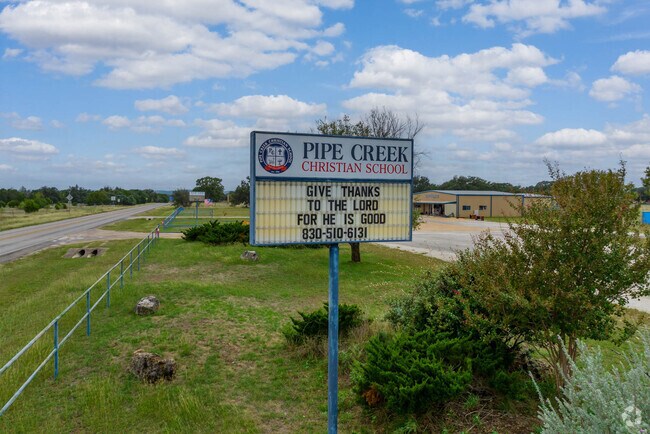 PIPE CREEK
CHRISTIAN SCHOOL
GIVE THANKS
TO THE LORD
FOR HE IS GOOD
830-510-6131